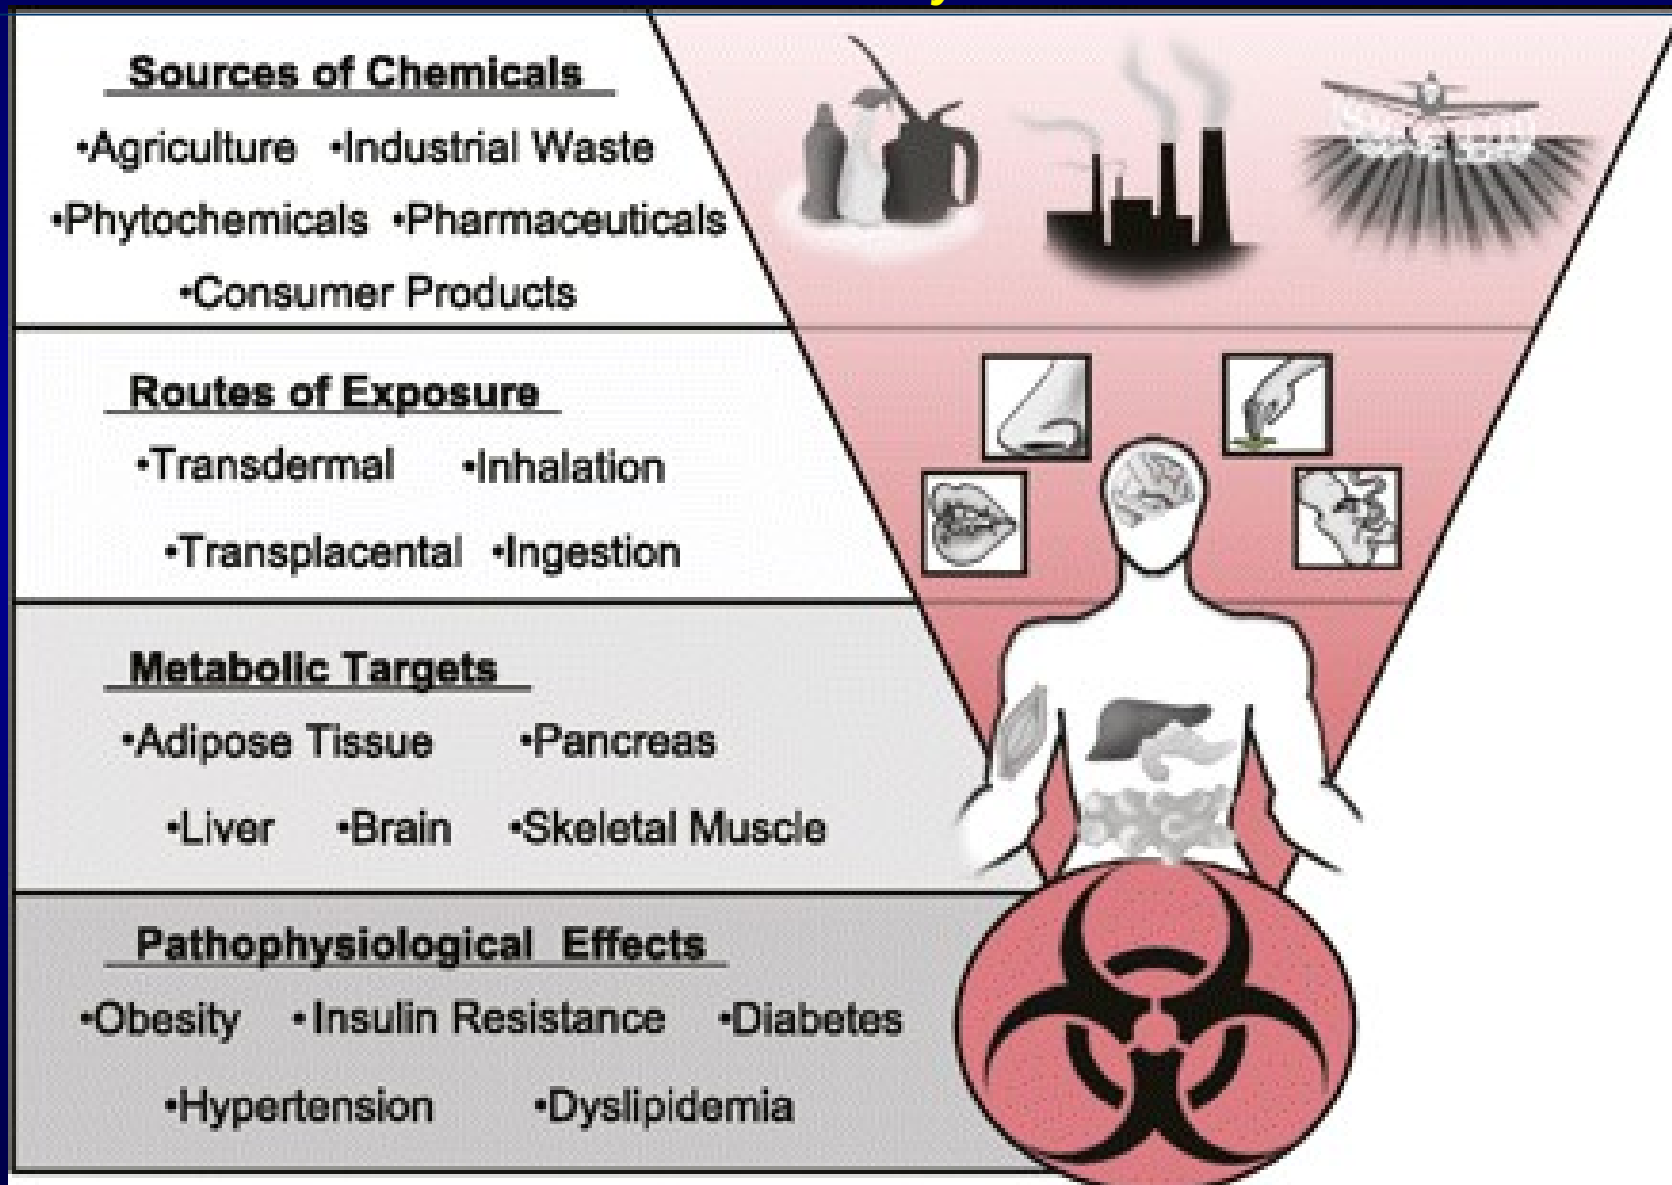 Sources of Chemicals
•Agriculture •Industrial Waste
•Phytochemicals •Pharmaceuticals
•Consumer Products
Routes of Exposure
•Transdermal •Inhalation
•Transplacental •Ingestion
Metabolic Targets
•Adipose Tissue •Pancreas
•Liver •Brain •Skeletal Muscle
Pathophysiological Effects
•Obesity •Insulin Resistance •Diabetes
•Hypertension •Dyslipidemia